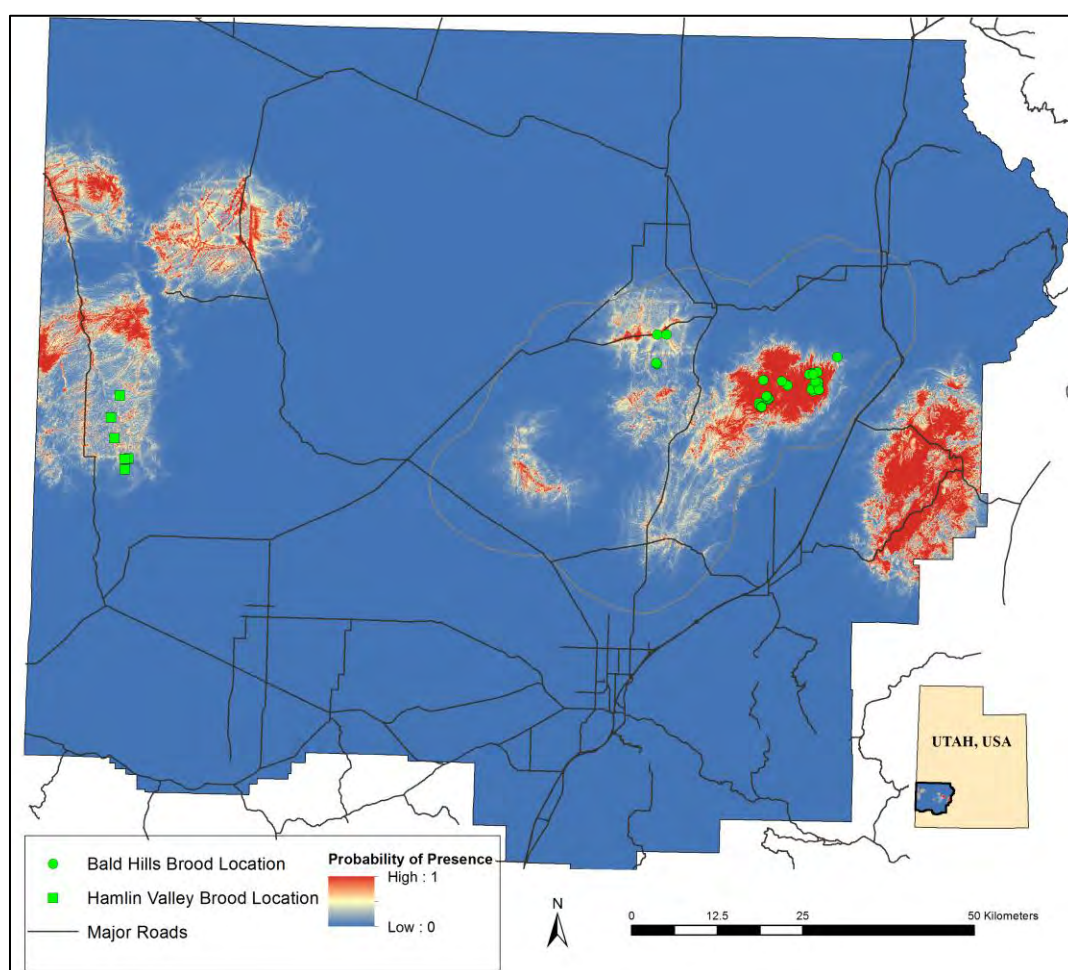 UTAH, USA
Bald Hills Brood Location
Hamlin Valley Brood Location
Major Roads
Probability of Presence
High : 1
Low : 0
N
0 12.5 25 50 Kilometers